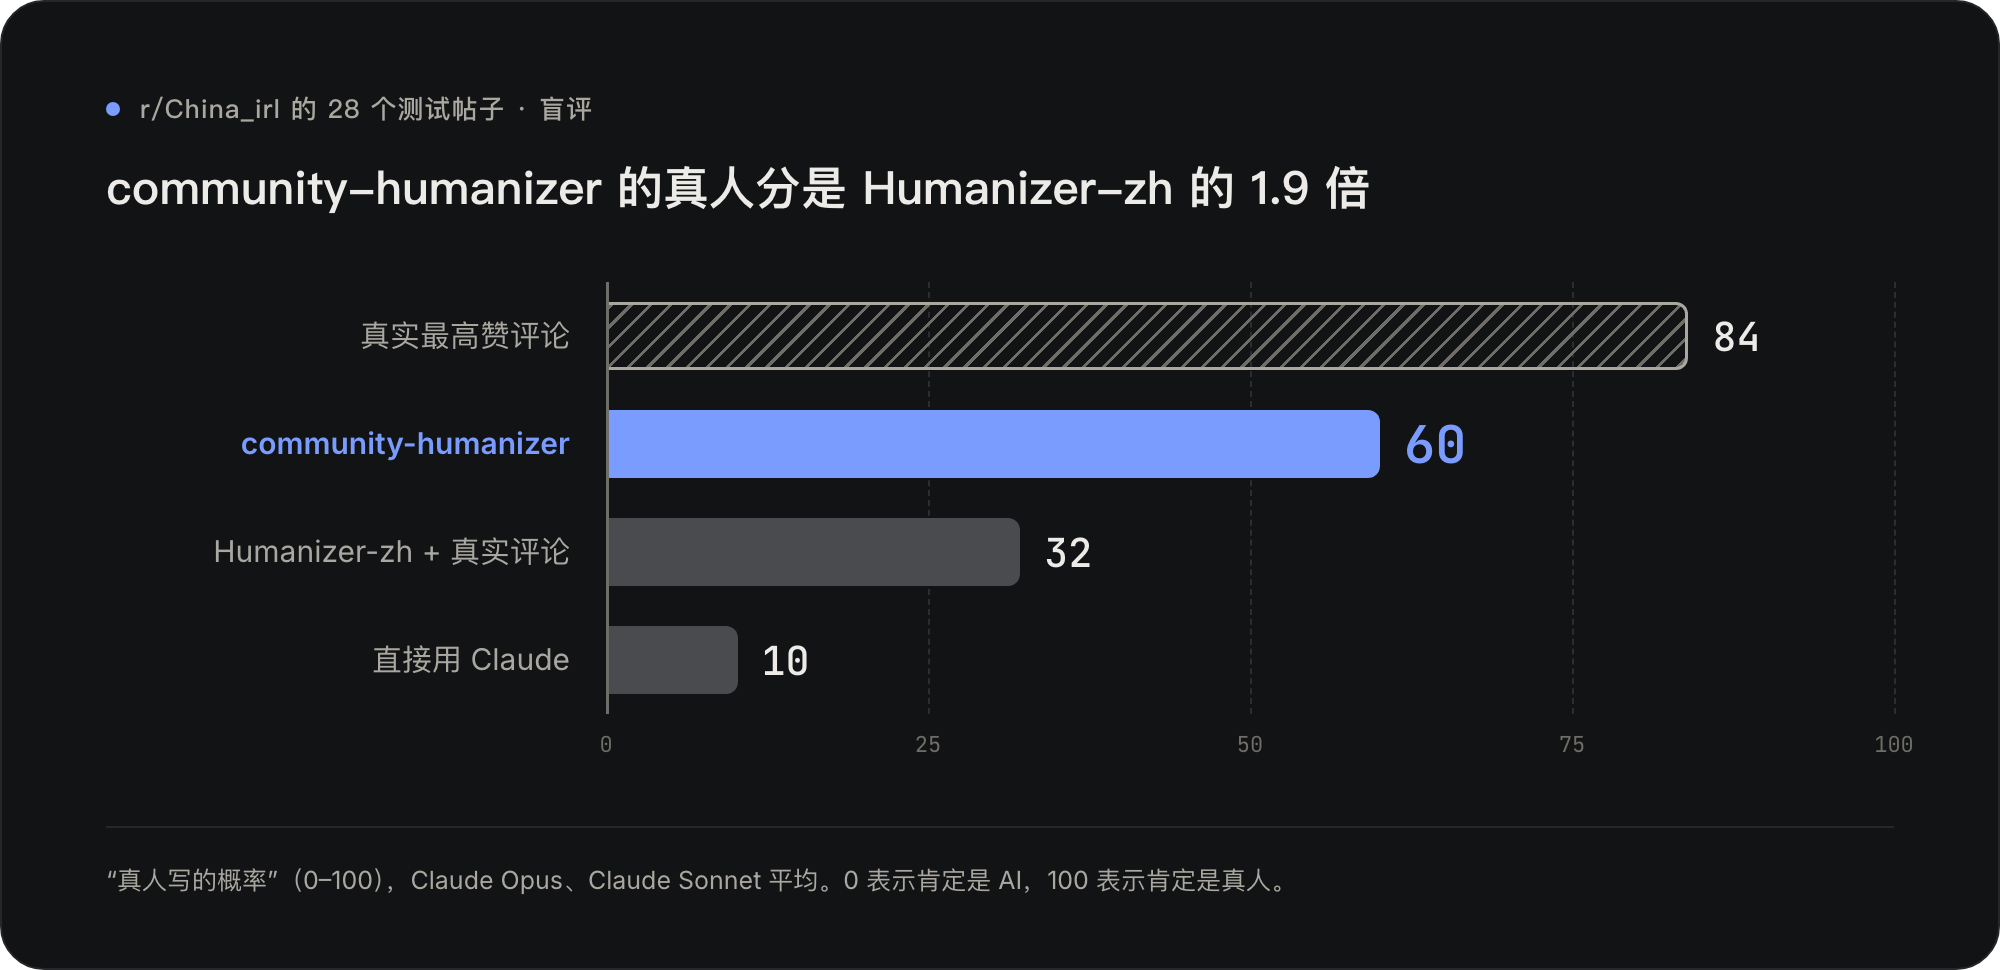 r/China_irl 的 28 个测试帖子 · 盲评
community–humanizer 的真人分是 Humanizer–zh 的 1.9 倍
真实最高赞评论 84
community-humanizer 60
Humanizer-zh + 真实评论 32
直接用 Claude 10
0 25 50 75 100
“真人写的概率”（0–100），Claude Opus、Claude Sonnet 平均。0 表示肯定是 AI，100 表示肯定是真人。